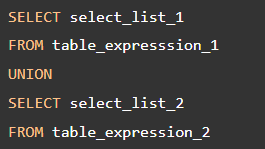 SELECT select_list_1
FROM table_expresssion_1
UNION
SELECT select_list_2
FROM table_expression_2